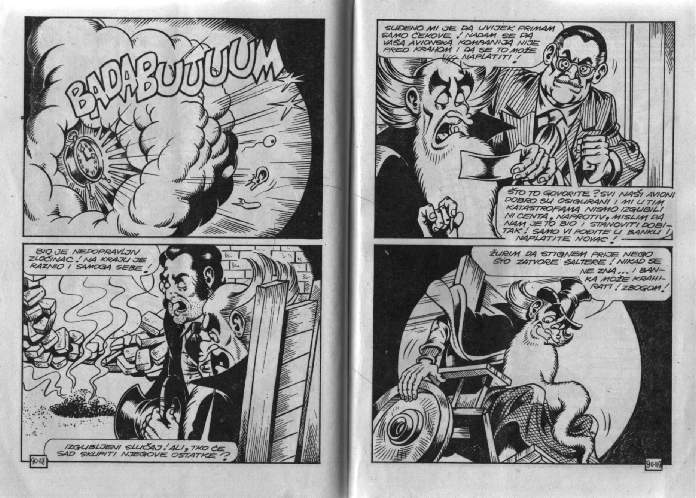 BADABUJUUUM
BIO JE NEPOPRAVLJIV
ZLOČINAC! NA KRAJU JE
RAZNIO I SAMOGA SEBE!
IZGUBLJENI SLUČAJ! ALI, TKO ĆE
SAD SKUPITI NJEGOVE OSTATKE?
SUĐENO MI JE DA UVIJEK PRIMAM
SAMO ČEKOVE! NADAM SE DA
VAŠA AVIONSKA KOMPANIJA NIJE
PRED KRAHOM I DA SE TO MOŽE
NAPLATITI!
ŠTO TO GOVORITE? SVI NAŠI AVIONI
DOBRO SU OSIGURANI I MI U TIM
KATASTROFAMA NISMO IZGUBILI
NI CENTA, NAPROTIV, MISLIM DA
NAM JE TO BIO I STANOVITI DOBI-
TAK! SAMO VI POĐITE U BANKU I
NAPLATITE NOVAC!
ŽURIM DA STIGNEM PRIJE NEGO
ŠTO ZATVORE ŠALTERE! NIKAD SE
NE ZNA...! BAN-
KA MOŽE KRAHI-
RATI! ZBOGOM!